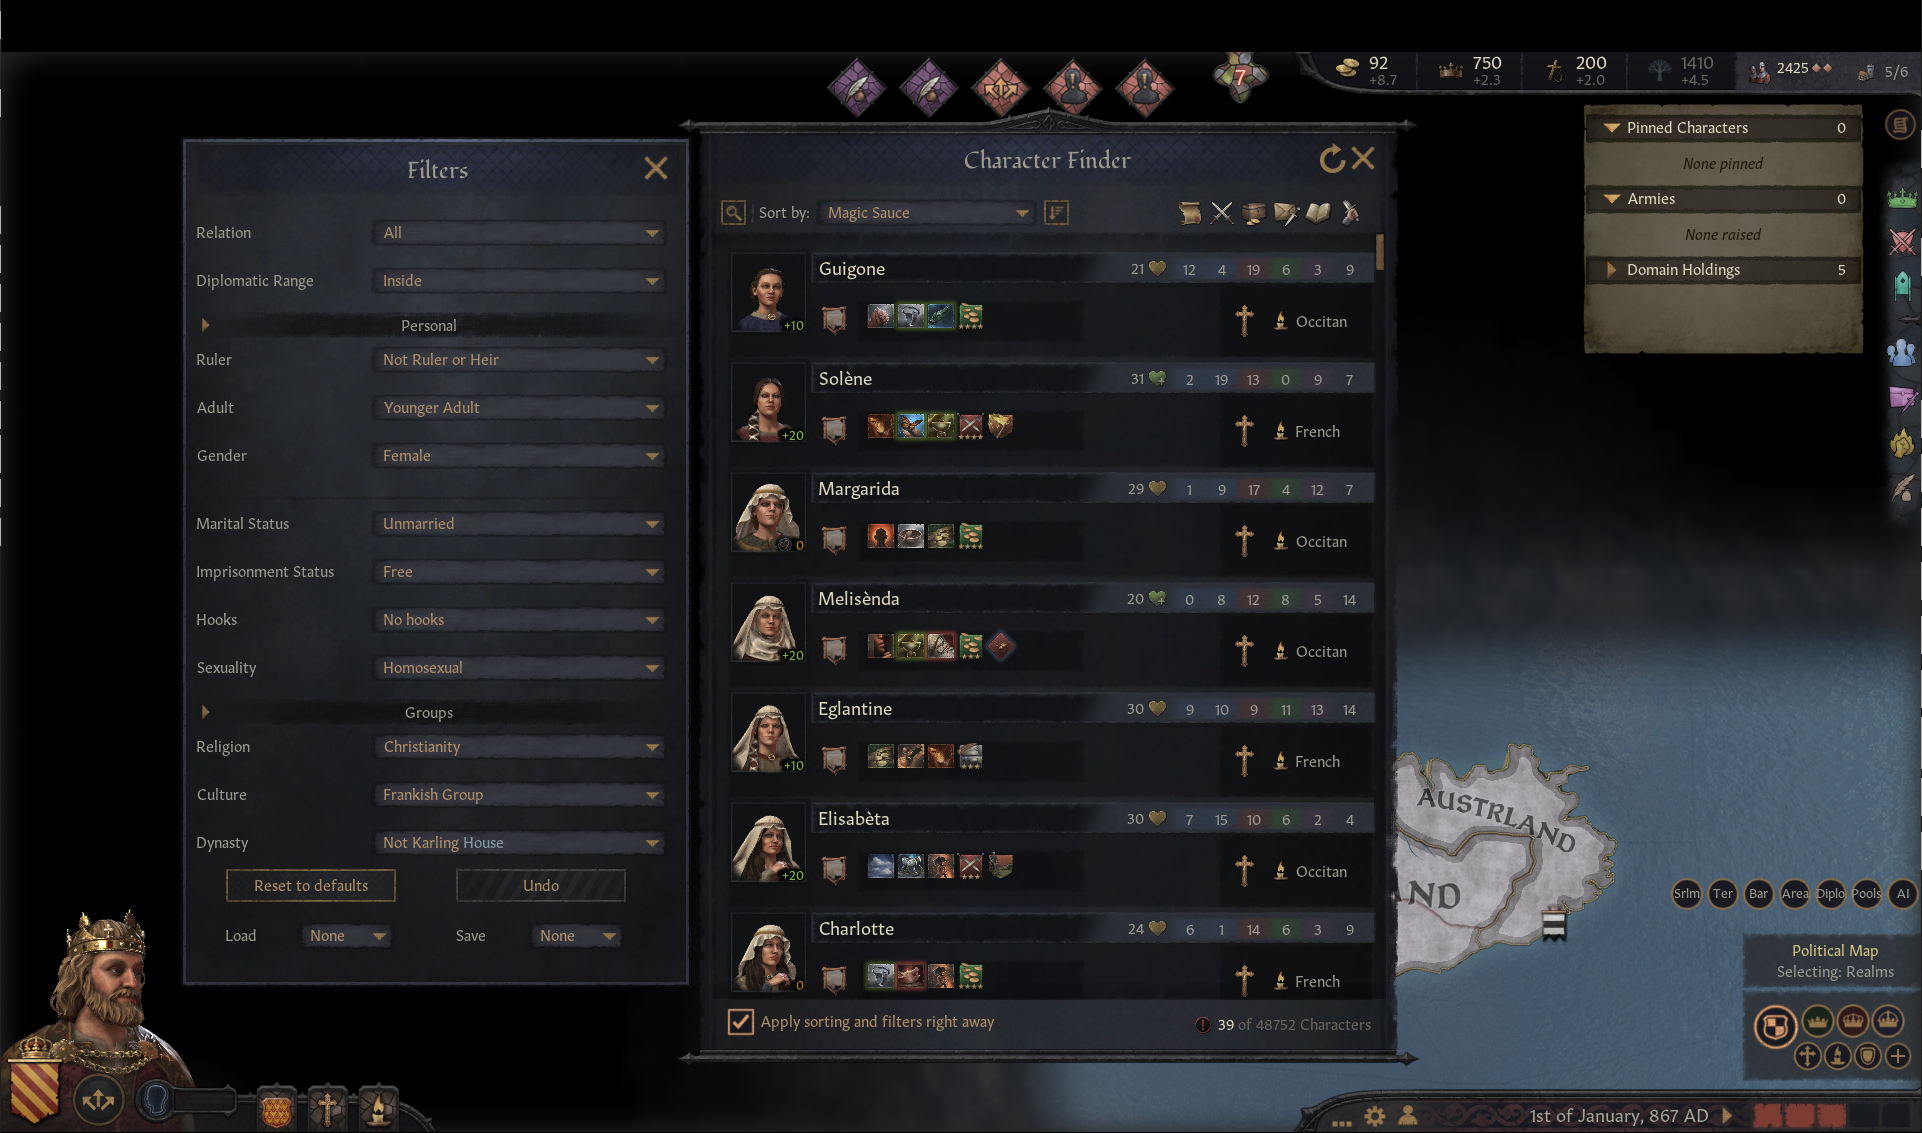 92
+8.7
750
+2.3
200
+2.0
1410
+4.5
2425
5/6
7
Filters
Relation All
Diplomatic Range Inside
Personal
Ruler Not Ruler or Heir
Adult Younger Adult
Gender Female
Marital Status Unmarried
Imprisonment Status Free
Hooks No hooks
Sexuality Homosexual
Groups
Religion Christianity
Culture Frankish Group
Dynasty Not Karling House
Reset to defaults Undo
Load None Save None
Character Finder
Sort by: Magic Sauce
Guigone 21 12 4 19 6 3 9
+10 Occitan
Solène 31 2 19 13 0 9 7
+20 French
Margarida 29 1 9 17 4 12 7
0 Occitan
Melisènda 20 0 8 12 8 5 14
+20 Occitan
Eglantine 30 9 10 9 11 13 14
+10 French
Elisabèta 30 7 15 10 6 2 4
+20 Occitan
Charlotte 24 6 1 14 6 3 9
0 French
Apply sorting and filters right away
39 of 48752 Characters
Pinned Characters 0
None pinned
Armies 0
None raised
Domain Holdings 5
AUSTRLAND
ND
Srlm Ter Bar Area Diplo Pools AI
Political Map
Selecting: Realms
1st of January, 867 AD